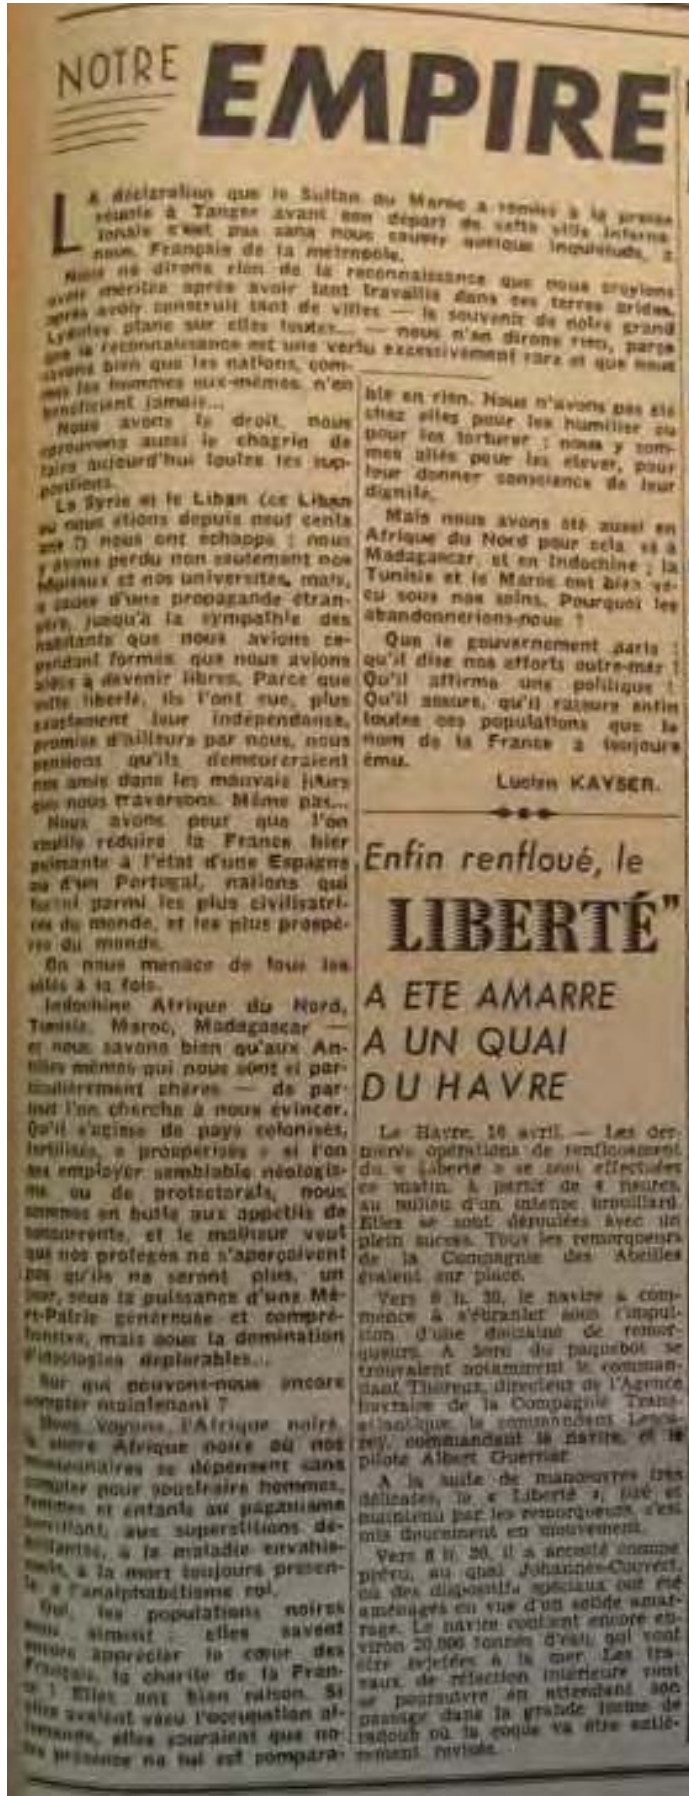 NOTRE EMPIRE
LA déclaration que le Sultan du Maroc a remise à la presse
réunie à Tanger avant son départ de cette ville interna-
tionale n'est pas sans nous causer quelque inquiétude, à
nous, Français de la métropole.
Nous ne dirons rien de la reconnaissance que nous croyions
avoir méritée après avoir tant travaillé dans ces terres arides,
après avoir construit tant de villes — le souvenir de notre grand
Lyautey plane sur elles toutes... — nous n'en dirons rien, parce
que la reconnaissance est une vertu excessivement rare et que nous
savons bien que les nations, com-
me les hommes eux-mêmes, n'en
bénéficient jamais...
Nous avons le droit, nous
éprouvons aussi le chagrin de
faire aujourd'hui toutes les sup-
positions.
La Syrie et le Liban (ce Liban
où nous étions depuis neuf cents
ans !) nous ont échappé ; nous
y avons perdu non seulement nos
hôpitaux et nos universités, mais,
à cause d'une propagande étran-
gère, jusqu'à la sympathie des
habitants que nous avions ce-
pendant formés, que nous avions
aidés à devenir libres. Parce que
cette liberté, ils l'ont eue, plus
exactement leur indépendance,
promise d'ailleurs par nous, nous
pensions qu'ils demeureraient
nos amis dans les mauvais jours
que nous traversons. Même pas...
Nous avons peur que l'on
veuille réduire la France hier
puissante à l'état d'une Espagne
ou d'un Portugal, nations qui
furent parmi les plus civilisatri-
ces du monde, et les plus prospè-
res du monde.
On nous menace de tous les
côtés à la fois.
Indochine Afrique du Nord,
Tunisie, Maroc, Madagascar —
et nous savons bien qu'aux An-
tilles mêmes qui nous sont si par-
ticulièrement chères — de par-
tout l'on cherche à nous évincer.
Qu'il s'agisse de pays colonisés,
fertilisés, « prospérisés » si l'on
ose employer semblable néologis-
me ou de protectorats, nous
sommes en butte aux appétits de
concurrents, et le malheur veut
que nos protégés ne s'aperçoivent
pas qu'ils ne seront plus, un
jour, sous la puissance d'une Mè-
re-Patrie généreuse et compré-
hensive, mais sous la domination
d'idéologies déplorables...
Sur qui pouvons-nous encore
compter maintenant ?
Nous voyons l'Afrique noire,
la chère Afrique noire où nos
missionnaires se dépensent sans
compter pour soustraire hommes,
femmes et enfants au paganisme
humiliant, aux superstitions dé-
bilitantes, à la maladie envahis-
sante, à la mort toujours présen-
te, à l'analphabétisme roi.
Oui, les populations noires
nous aiment ; elles savent
encore apprécier le cœur des
Français, la charité de la Fran-
ce ! Elles ont bien raison. Si
elles avaient vécu l'occupation al-
lemande, elles sauraient que no-
tre présence ne lui est compara-
ble en rien. Nous n'avons pas été
chez elles pour les humilier ou
pour les torturer ; nous y som-
mes allés pour les élever, pour
leur donner conscience de leur
dignité.
Mais nous avons été aussi en
Afrique du Nord pour cela, et à
Madagascar, et en Indochine ; la
Tunisie et le Maroc ont bien vé-
cu sous nos soins. Pourquoi les
abandonnerions-nous ?
Que le gouvernement parle ;
qu'il dise nos efforts outre-mer !
Qu'il affirme une politique !
Qu'il assure, qu'il rassure enfin
toutes ces populations que le
nom de la France a toujours
ému.
Lucien KAYSER.
Enfin renfloué, le
LIBERTÉ"
A ETE AMARRE
A UN QUAI
DU HAVRE
Le Havre, 16 avril. — Les der-
nières opérations de renflouement
du « Liberté » se sont effectuées
ce matin, à partir de 4 heures,
au milieu d'un intense brouillard.
Elles se sont déroulées avec un
plein succès. Tous les remorqueurs
de la Compagnie des Abeilles
étaient sur place.
Vers 6 h. 30, le navire a com-
mencé à s'ébranler sous l'impul-
sion d'une douzaine de remor-
queurs. A bord du paquebot se
trouvaient notamment le comman-
dant Thoreux, directeur de l'Agence
havraise de la Compagnie Trans-
atlantique, le commandant
commandant le navire, et le
pilote Albert Guerrier.
A la suite de manœuvres très
délicates, le « Liberté », tiré et
maintenu par les remorqueurs, s'est
mis doucement en mouvement.
Vers 8 h. 30, il a accosté comme
prévu, au quai Johannès-Couvert,
où des dispositifs spéciaux ont été
aménagés en vue d'un solide amar-
rage. Le navire contient encore en-
viron 20.000 tonnes d'eau, qui vont
être rejetées à la mer. Les tra-
vaux de réfection intérieure vont
se poursuivre en attendant son
passage dans la grande forme de
radoub où la coque va être entiè-
rement révisée.